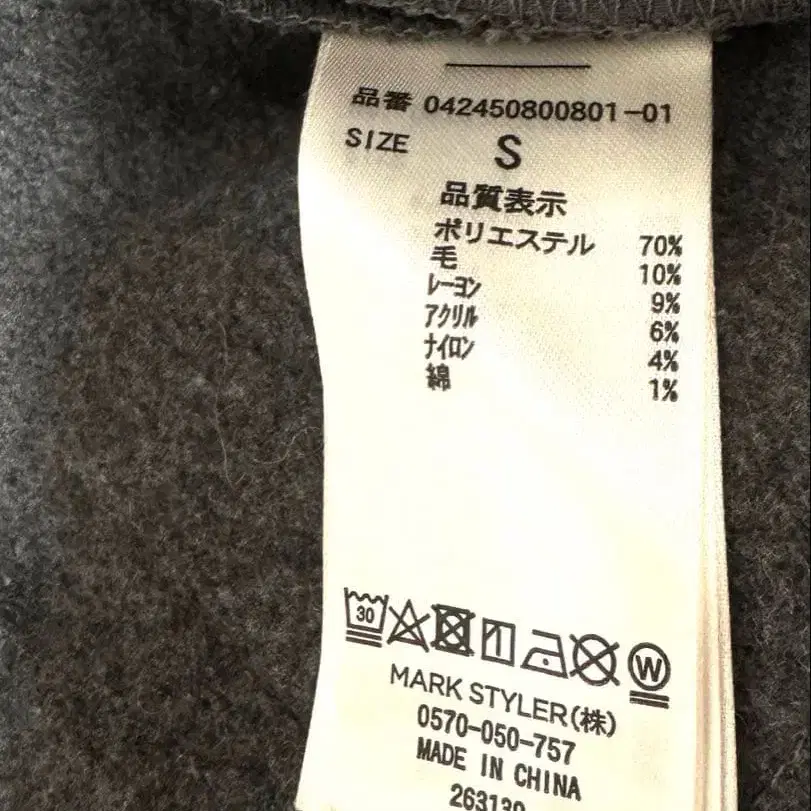 品番 042450800801-01
SIZE S
品質表示
ポリエステル 70%
毛 10%
レーヨン 9%
アクリル 6%
ナイロン 4%
綿 1%
30
W
MARK STYLER(株)
0570-050-757
MADE IN CHINA
263130